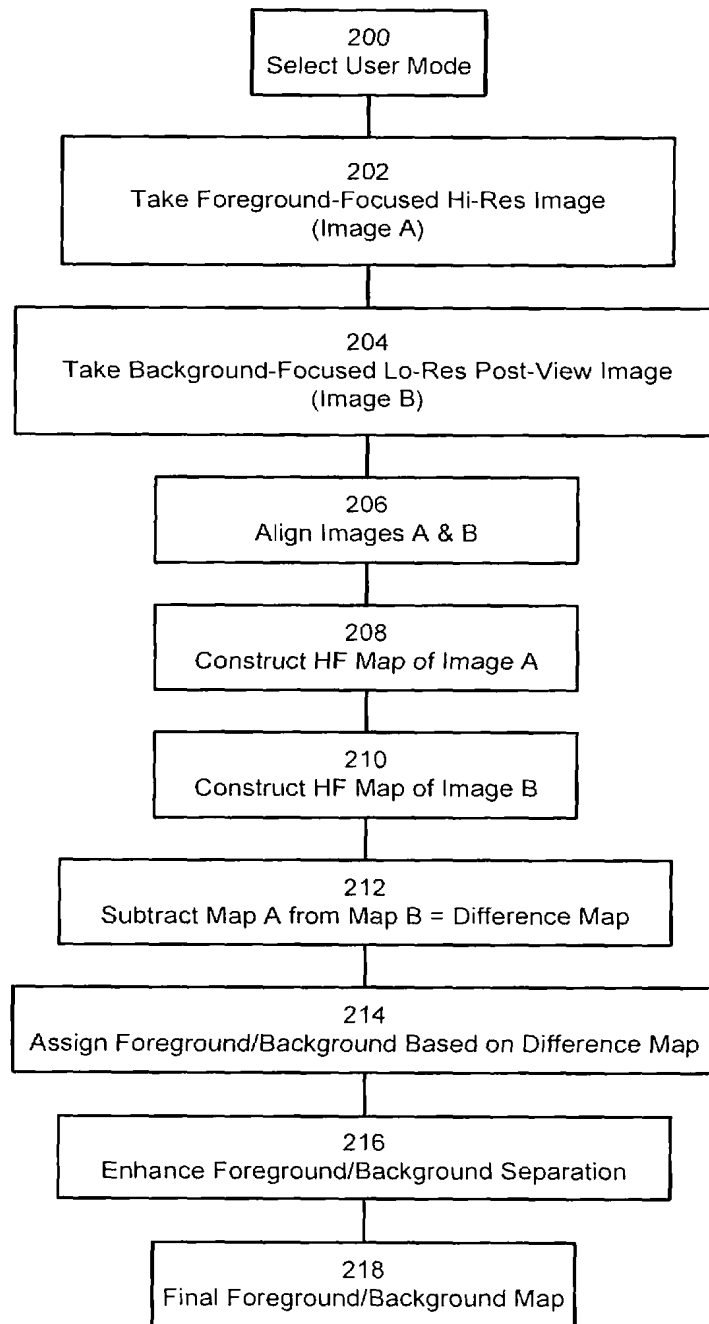 200
Select User Mode
202
Take Foreground-Focused Hi-Res Image
(Image A)
204
Take Background-Focused Lo-Res Post-View Image
(Image B)
206
Align Images A & B
208
Construct HF Map of Image A
210
Construct HF Map of Image B
212
Subtract Map A from Map B = Difference Map
214
Assign Foreground/Background Based on Difference Map
216
Enhance Foreground/Background Separation
218
Final Foreground/Background Map